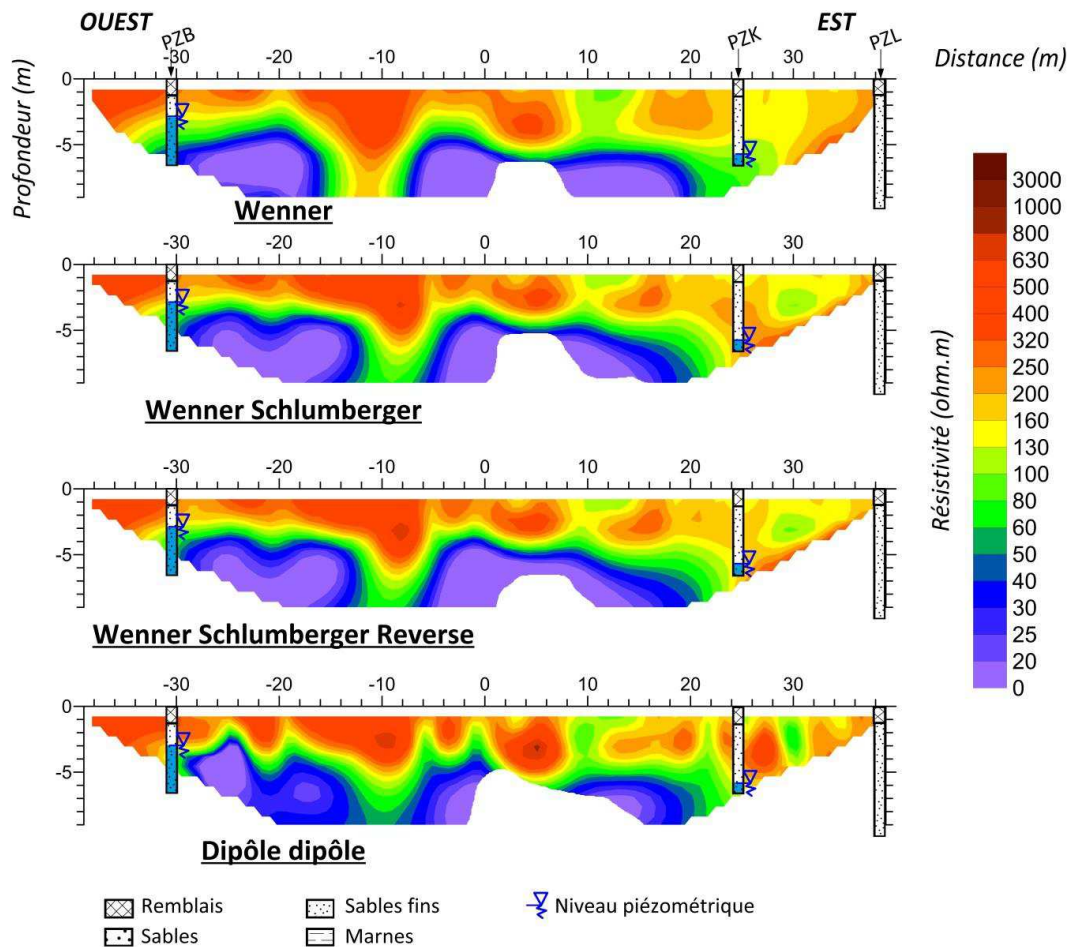 OUEST
EST
PZB
PZK
PZL
Distance (m)
-30 -20 -10 0 10 20 30
Profondeur (m)
0
-5
Wenner
-30 -20 -10 0 10 20 30
0
-5
Wenner Schlumberger
-30 -20 -10 0 10 20 30
0
-5
Wenner Schlumberger Reverse
-30 -20 -10 0 10 20 30
0
-5
Dipôle dipôle
Résistivité (ohm.m)
3000
1000
800
630
500
400
320
250
200
160
130
100
80
60
50
40
30
25
20
0
Remblais
Sables fins
Niveau piézométrique
Sables
Marnes